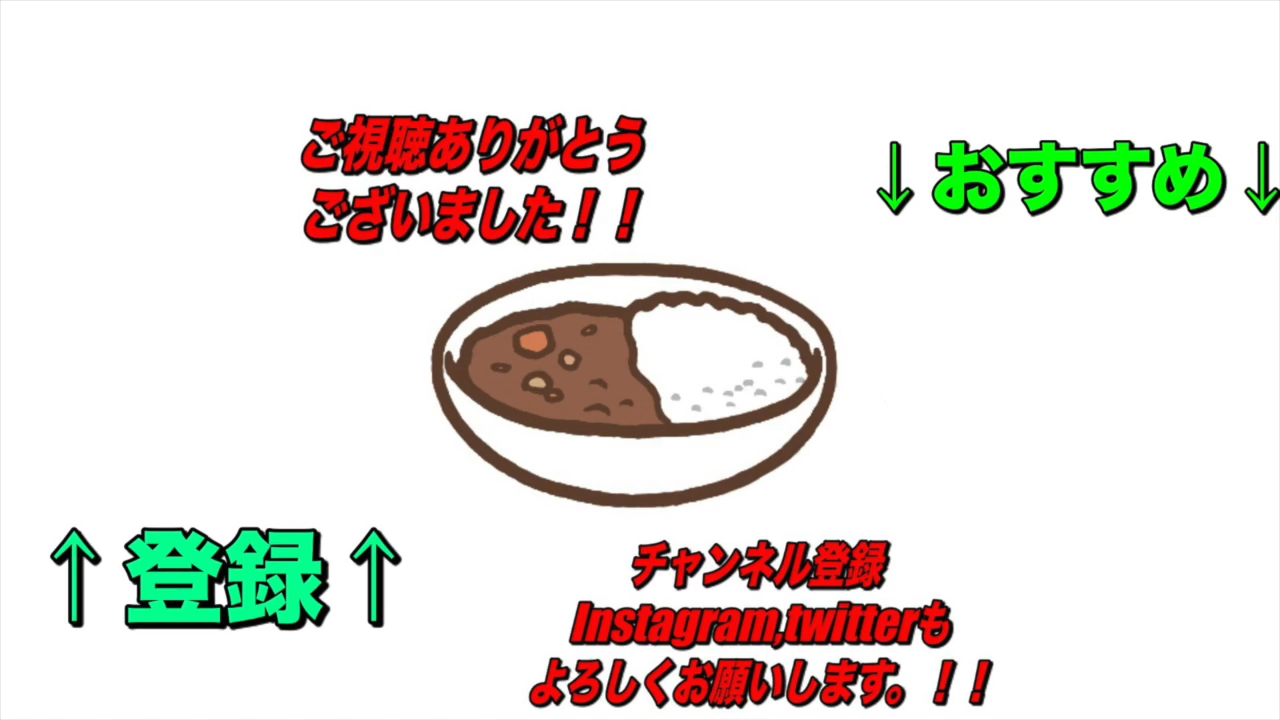 ご視聴ありがとう
ございました！！
↓おすすめ↓
↑登録↑
チャンネル登録
Instagram,twitterも
よろしくお願いします。！！